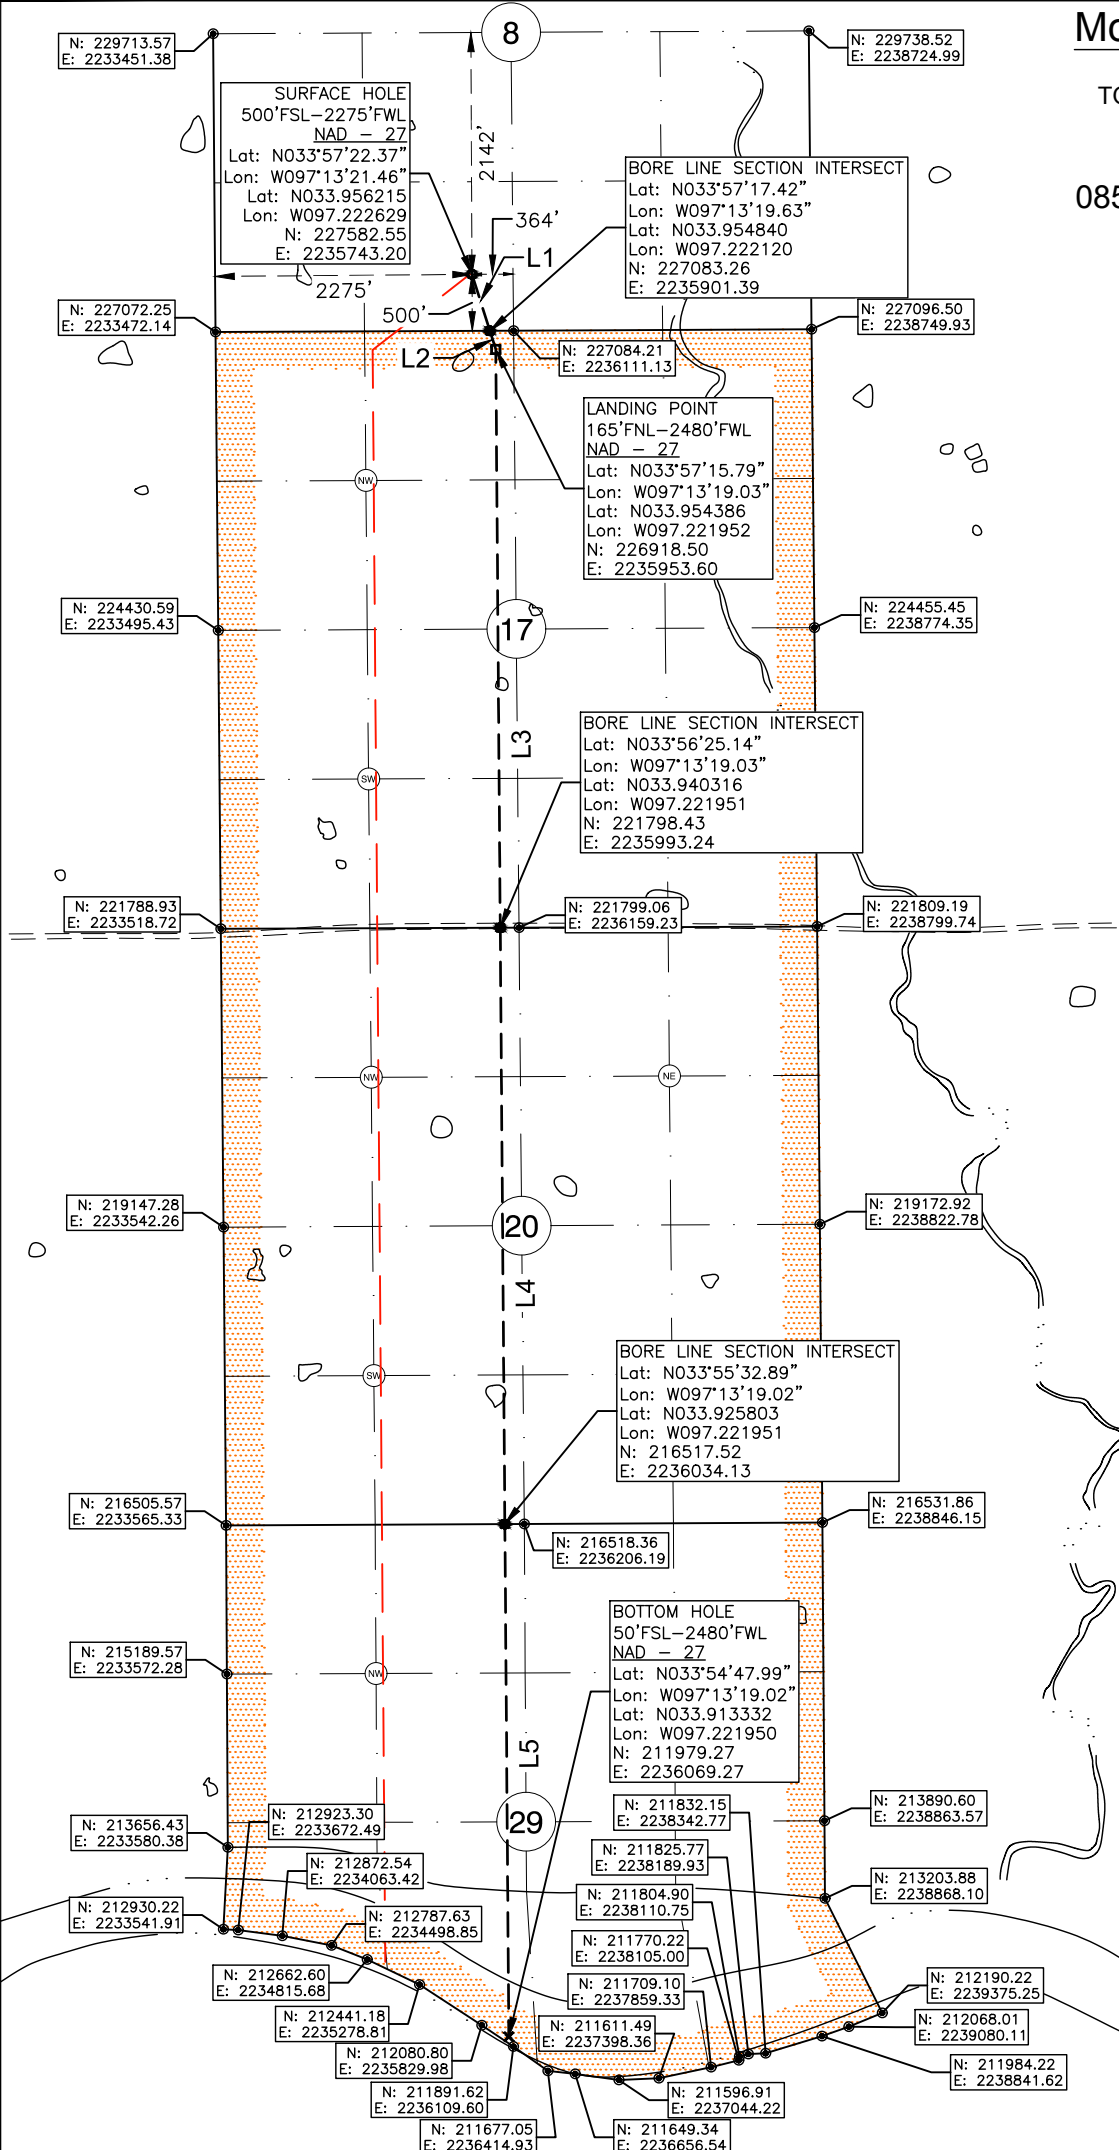 Mc
TO
085
8
N: 229713.57
E: 2233451.38
N: 229738.52
E: 2238724.99
SURFACE HOLE
500'FSL-2275'FWL
NAD - 27
Lat: N033°57'22.37"
Lon: W097°13'21.46"
Lat: N033.956215
Lon: W097.222629
N: 227582.55
E: 2235743.20
2142'
BORE LINE SECTION INTERSECT
Lat: N033°57'17.42"
Lon: W097°13'19.63"
Lat: N033.954840
Lon: W097.222120
N: 227083.26
E: 2235901.39
364'
L1
2275'
500'
N: 227072.25
E: 2233472.14
N: 227096.50
E: 2238749.93
L2
N: 227084.21
E: 2236111.13
LANDING POINT
165'FNL-2480'FWL
NAD - 27
Lat: N033°57'15.79"
Lon: W097°13'19.03"
Lat: N033.954386
Lon: W097.221952
N: 226918.50
E: 2235953.60
NW
N: 224430.59
E: 2233495.43
17
N: 224455.45
E: 2238774.35
L3
BORE LINE SECTION INTERSECT
Lat: N033°56'25.14"
Lon: W097°13'19.03"
Lat: N033.940316
Lon: W097.221951
N: 221798.43
E: 2235993.24
SW
N: 221788.93
E: 2233518.72
N: 221799.06
E: 2236159.23
N: 221809.19
E: 2238799.74
NW
NE
N: 219147.28
E: 2233542.26
20
N: 219172.92
E: 2238822.78
L4
BORE LINE SECTION INTERSECT
Lat: N033°55'32.89"
Lon: W097°13'19.02"
Lat: N033.925803
Lon: W097.221951
N: 216517.52
E: 2236034.13
SW
N: 216505.57
E: 2233565.33
N: 216518.36
E: 2236206.19
N: 216531.86
E: 2238846.15
BOTTOM HOLE
50'FSL-2480'FWL
NAD - 27
Lat: N033°54'47.99"
Lon: W097°13'19.02"
Lat: N033.913332
Lon: W097.221950
N: 211979.27
E: 2236069.27
N: 215189.57
E: 2233572.28
NW
L5
29
N: 213656.43
E: 2233580.38
N: 212923.30
E: 2233672.49
N: 211832.15
E: 2238342.77
N: 213890.60
E: 2238863.57
N: 212872.54
E: 2234063.42
N: 211825.77
E: 2238189.93
N: 213203.88
E: 2238868.10
N: 212930.22
E: 2233541.91
N: 212787.63
E: 2234498.85
N: 211804.90
E: 2238110.75
N: 211770.22
E: 2238105.00
N: 212662.60
E: 2234815.68
N: 211709.10
E: 2237859.33
N: 212190.22
E: 2239375.25
N: 212441.18
E: 2235278.81
N: 211611.49
E: 2237398.36
N: 212068.01
E: 2239080.11
N: 212080.80
E: 2235829.98
N: 211984.22
E: 2238841.62
N: 211891.62
E: 2236109.60
N: 211596.91
E: 2237044.22
N: 211677.05
E: 2236414.93
N: 211649.34
E: 2236656.54